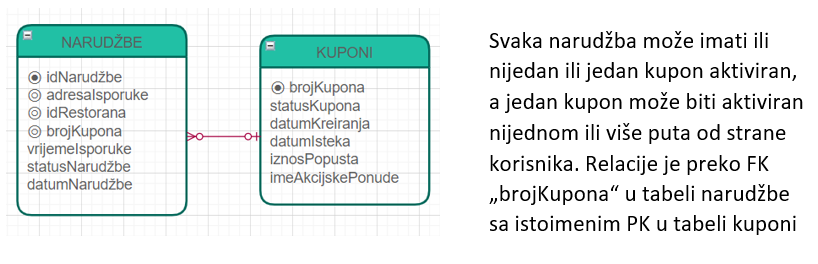 NARUDŽBE
idNarudžbe
adresaIsporuke
idRestorana
brojKupona
vrijemeIsporuke
statusNarudžbe
datumNarudžbe
KUPONI
brojKupona
statusKupona
datumKreiranja
datumIsteka
iznosPopusta
imeAkcijskePonude
Svaka narudžba može imati ili
nijedan ili jedan kupon aktiviran,
a jedan kupon može biti aktiviran
nijednom ili više puta od strane
korisnika. Relacije je preko FK
„brojKupona“ u tabeli narudžbe
sa istoimenim PK u tabeli kuponi